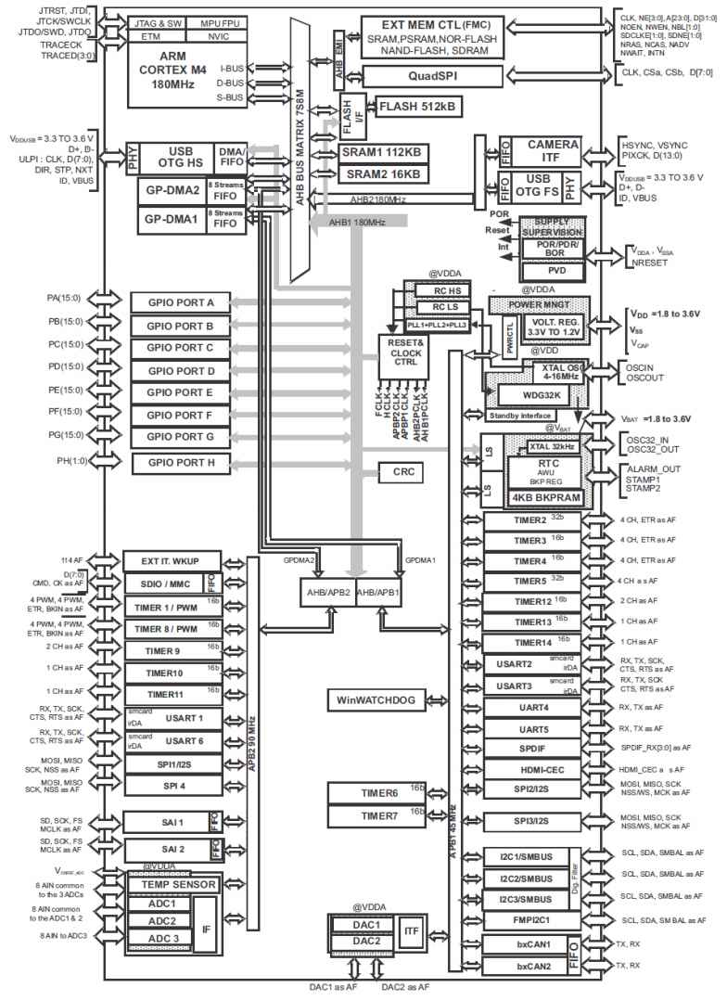 JTRST, JTDI,
JTCK/SWCLK
JTDO/SWD, JTDO
TRACECK
TRACED(3:0)
JTAG & SW
MPU FPU
ETM
NVIC
ARM
CORTEX M4
180MHz
I-BUS
D-BUS
S-BUS
AHB BUS MATRIX 7S8M
AHB EMI
EXT MEM CTL (FMC)
SRAM,PSRAM,NOR-FLASH
NAND-FLASH, SDRAM
CLK, NE[3:0], A[23:0], D[31:0]
NOEN, NWEN, NBL[1:0]
SDCLKE[1:0], SDNE[1:0]
NRAS, NCAS, NADV
NWAIT, INTN
QuadSPI
CLK, CSa, CSb, D[7:0]
FLASH
I/F
FLASH 512kB
SRAM1 112KB
SRAM2 16KB
VDDUSB = 3.3 TO 3.6 V
D+, D-
ULPI : CLK, D(7:0),
DIR, STP, NXT
ID, VBUS
PHY
USB
OTG HS
DMA/
FIFO
GP-DMA2
8 Streams
FIFO
GP-DMA1
8 Streams
FIFO
FIFO
CAMERA
ITF
HSYNC, VSYNC
PIXCK, D(13:0)
FIFO
USB
OTG FS
PHY
VDDUSB = 3.3 TO 3.6 V
D+, D-
ID, VBUS
AHB2180MHz
AHB1 180MHz
POR
Reset
Int
SUPPLY
SUPERVISION
POR/PDR/
BOR
PVD
VDDA , VSSA
NRESET
@VDDA
RC HS
RC LS
PLL1+PLL2+PLL3
@VDDA
POWER MNGT
VOLT. REG.
3.3V TO 1.2V
PWRCTL
VDD =1.8 to 3.6V
VSS
VCAP
@VDD
XTAL OSC
4-16MHz
OSCIN
OSCOUT
WDG32K
Standby interface
RESET&
CLOCK
CTRL
FCLK
HCLK
APBP2CLK
APBP1CLK
AHB2PCLK
AHB1PCLK
VBAT =1.8 to 3.6V
@VBAT
LS
LS
XTAL 32kHz
RTC
AWU
BKP REG
4KB BKPRAM
OSC32_IN
OSC32_OUT
ALARM_OUT
STAMP1
STAMP2
PA(15:0)
GPIO PORT A
PB(15:0)
GPIO PORT B
PC(15:0)
GPIO PORT C
PD(15:0)
GPIO PORT D
PE(15:0)
GPIO PORT E
PF(15:0)
GPIO PORT F
PG(15:0)
GPIO PORT G
PH(1:0)
GPIO PORT H
CRC
GPDMA2
GPDMA1
AHB/APB2
AHB/APB1
114 AF
EXT IT. WKUP
D(7:0)
CMD, CK as AF
SDIO / MMC
FIFO
4 PWM, 4 PWM,
ETR, BKIN as AF
TIMER 1 / PWM
16b
4 PWM, 4 PWM,
ETR, BKIN as AF
TIMER 8 / PWM
16b
2 CH as AF
TIMER 9
16b
1 CH as AF
TIMER10
16b
1 CH as AF
TIMER11
16b
RX, TX, SCK,
CTS, RTS as AF
smcard
irDA
USART 1
RX, TX, SCK,
CTS, RTS as AF
smcard
irDA
USART 6
MOSI, MISO
SCK, NSS as AF
SPI1/I2S
MOSI, MISO
SCK, NSS as AF
SPI 4
SD, SCK, FS
MCLK as AF
SAI 1
FIFO
SD, SCK, FS
MCLK as AF
SAI 2
FIFO
@VDDA
TEMP SENSOR
8 AIN common
to the 3 ADCs
8 AIN common
to the ADC1 & 2
8 AIN to ADC3
ADC1
ADC2
ADC 3
IF
APB2 90 MHz
WinWATCHDOG
TIMER6
16b
TIMER7
16b
@VDDA
DAC1
DAC2
ITF
DAC1 as AF
DAC2 as AF
APB1 45MHz
TIMER2
32b
4 CH, ETR as AF
TIMER3
16b
4 CH, ETR as AF
TIMER4
16b
4 CH, ETR as AF
TIMER5
32b
4 CH a s AF
TIMER12
16b
2 CH as AF
TIMER13
16b
1 CH as AF
TIMER14
16b
1 CH as AF
USART2
smcard
irDA
RX, TX, SCK,
CTS, RTS as AF
USART3
smcard
irDA
RX, TX, SCK
CTS, RTS as AF
UART4
RX, TX as AF
UART5
RX, TX as AF
SPDIF
SPDIF_RX[3:0] as AF
HDMI-CEC
HDMI_CEC a s AF
SPI2/I2S
MOSI, MISO, SCK
NSS/WS, MCK as AF
SPI3/I2S
MOSI, MISO, SCK
NSS/WS, MCK as AF
I2C1/SMBUS
SCL, SDA, SMBAL as AF
I2C2/SMBUS
SCL, SDA, SMBAL as AF
I2C3/SMBUS
SCL, SDA, SMBAL as AF
Dig. Filter
FMPI2C1
SCL, SDA, SM BAL as AF
bxCAN1
TX, RX
bxCAN2
FIFO
TX, RX